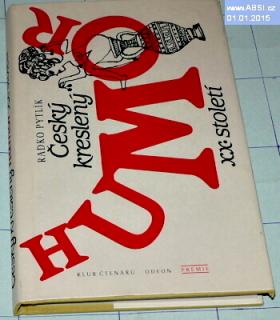 www.ABSI.cz
01.01.2015
RADKO PYTLÍK
Český
kreslený
HUMOR
XX. století
KLUB ČTENÁŘŮ ODEON PRÉMIE